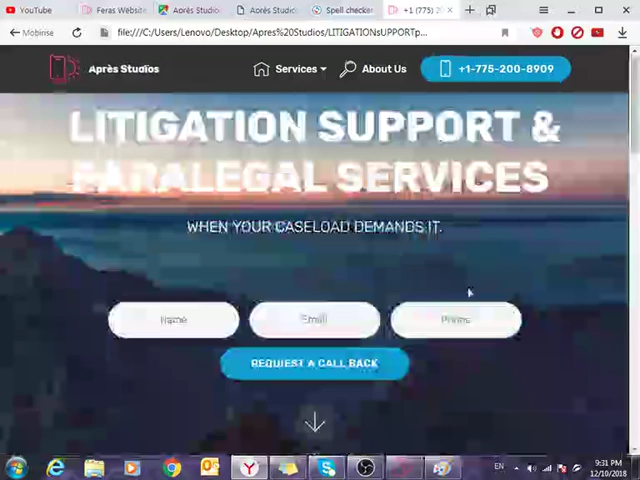 YouTube
Feras Website
Après Studio
Après Studio
Spell checker
+1 (775) 2
Mobirise
file:///C:/Users/Lenovo/Desktop/Apres%20Studios/LITIGATIONsUPPORTp...
Après Studios
Services
About Us
+1-775-200-8909
LITIGATION SUPPORT &
PARALEGAL SERVICES
WHEN YOUR CASELOAD DEMANDS IT.
Name
Email
Phone
REQUEST A CALL BACK
EN
9:31 PM
12/10/2018